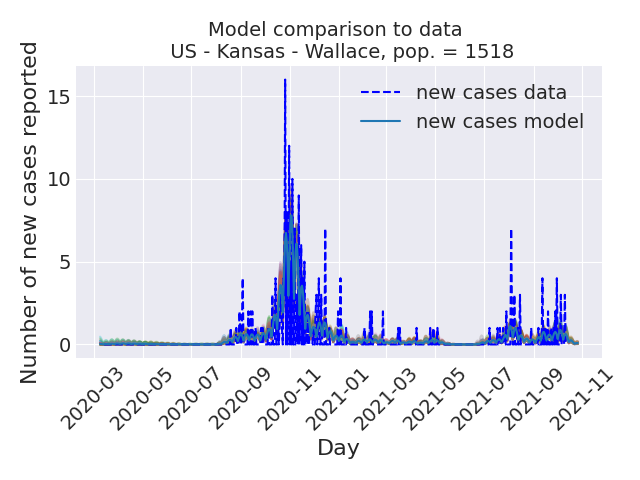 Model comparison to data
US - Kansas - Wallace, pop. = 1518
Number of new cases reported
15
10
5
0
new cases data
new cases model
2020-03
2020-05
2020-07
2020-09
2020-11
2021-01
2021-03
2021-05
2021-07
2021-09
2021-11
Day